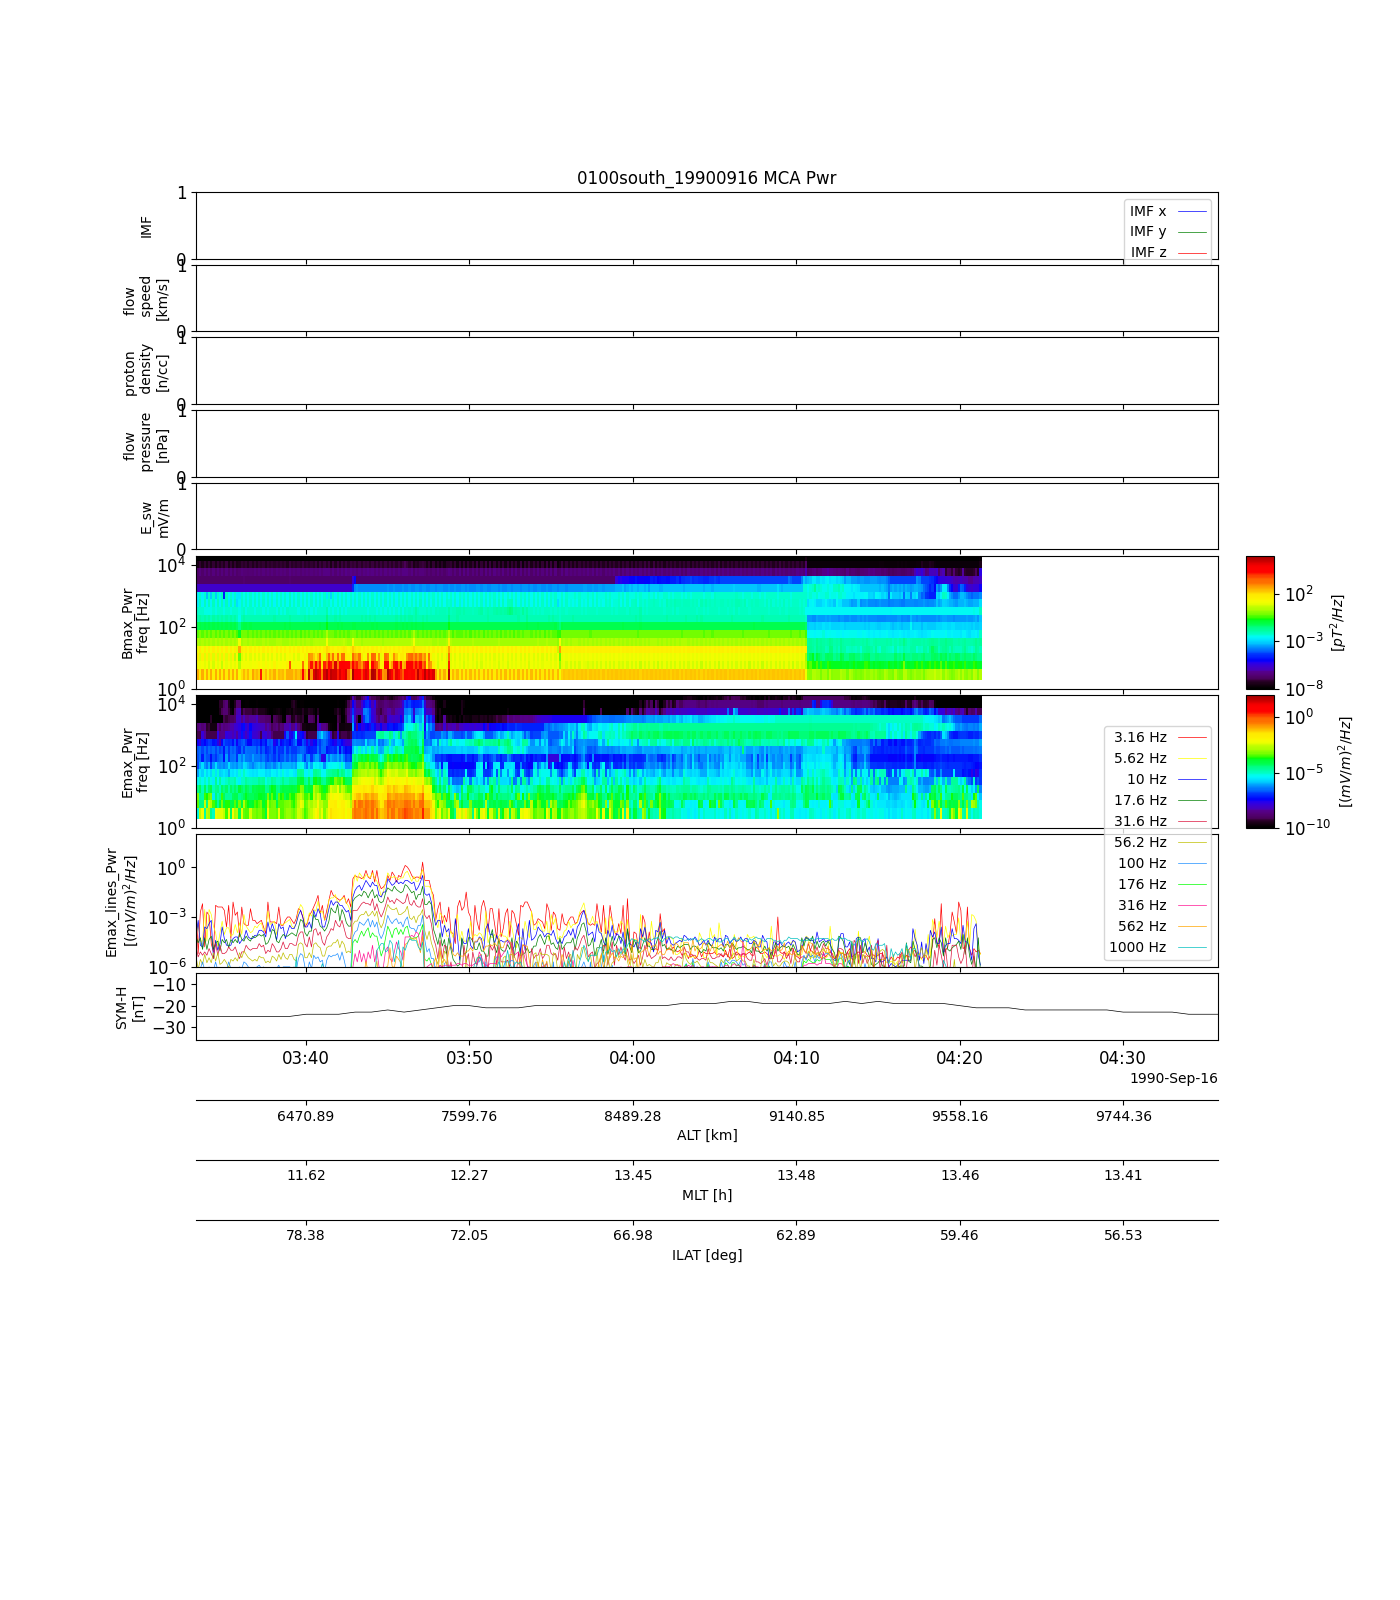 0100south_19900916 MCA Pwr
1
0
IMF
IMF x
IMF y
IMF z
1
0
flow
speed
[km/s]
1
0
proton
density
[n/cc]
1
0
flow
pressure
[nPa]
1
0
E_sw
mV/m
10^4
10^2
10^0
Bmax_Pwr
freq [Hz]
10^2
10^-3
10^-8
[pT^2/Hz]
10^4
10^2
10^0
Emax_Pwr
freq [Hz]
10^0
10^-5
10^-10
[(mV/m)^2/Hz]
3.16 Hz
5.62 Hz
10 Hz
17.6 Hz
31.6 Hz
56.2 Hz
100 Hz
176 Hz
316 Hz
562 Hz
1000 Hz
10^0
10^-3
10^-6
Emax_lines_Pwr
[(mV/m)^2/Hz]
−10
−20
−30
SYM-H
[nT]
03:40 03:50 04:00 04:10 04:20 04:30
1990-Sep-16
6470.89 7599.76 8489.28 9140.85 9558.16 9744.36
ALT [km]
11.62 12.27 13.45 13.48 13.46 13.41
MLT [h]
78.38 72.05 66.98 62.89 59.46 56.53
ILAT [deg]